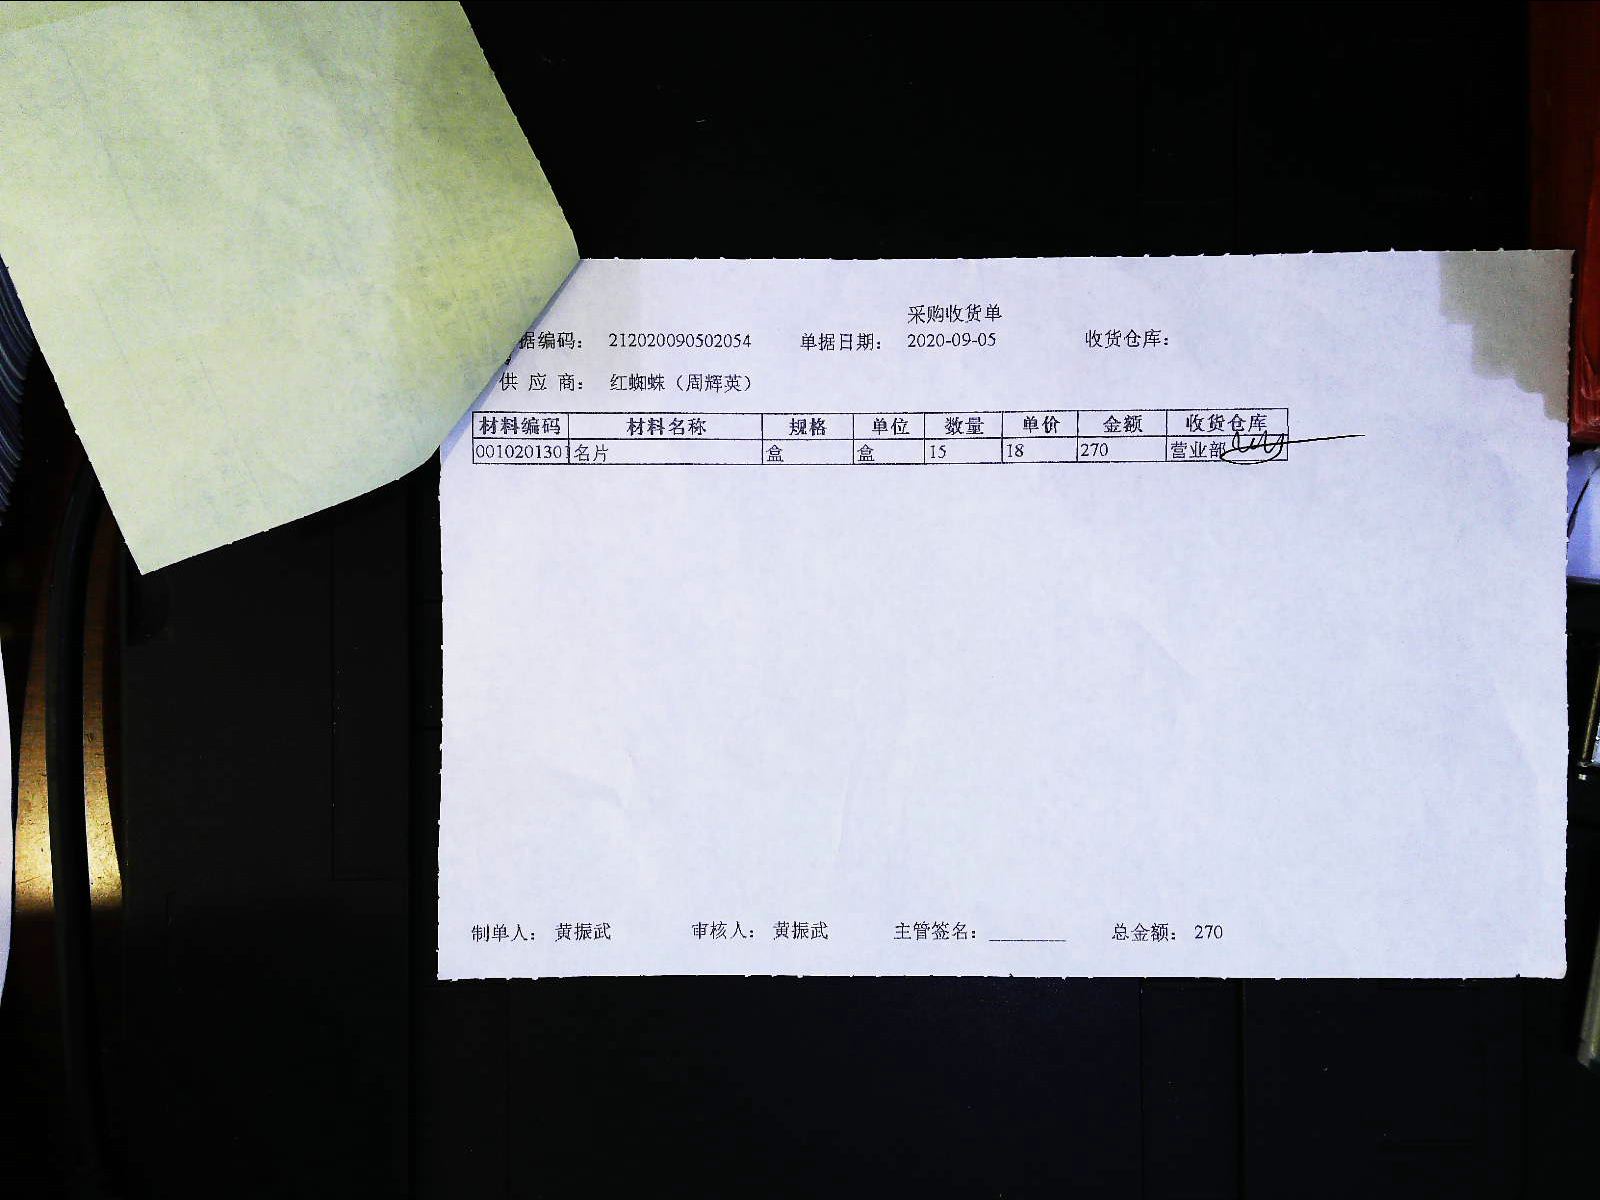 采购收货单
据编码： 212020090502054 单据日期： 2020-09-05 收货仓库：
供 应 商： 红蜘蛛（周辉英）
材料编码 材料名称 规格 单位 数量 单价 金额 收货仓库
001020130 名片 盒 盒 15 18 270 营业部
制单人： 黄振武 审核人： 黄振武 主管签名：________ 总金额： 270